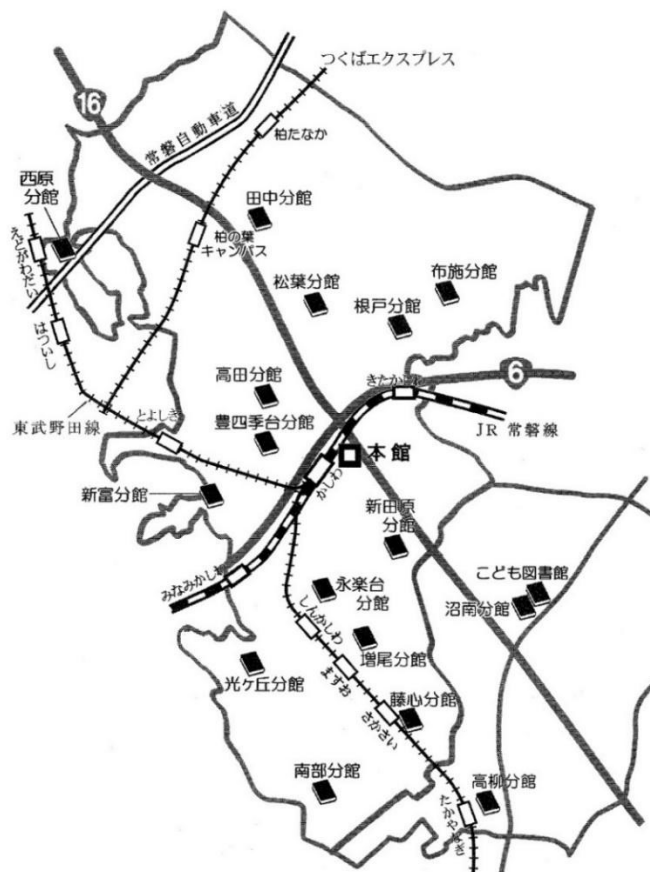 つくばエクスプレス
16
常磐自動車道
柏たなか
西原
分館
田中分館
えどがわだい
柏の葉
キャンパス
布施分館
松葉分館
根戸分館
はついし
高田分館
きたかしわ
6
とよしき
東武野田線
豊四季台分館
JR 常磐線
本館
かしわ
新富分館
新田原
分館
みなみかしわ
永楽台
分館
こども図書館
沼南分館
しんかしわ
増尾分館
光ヶ丘分館
ますお
藤心分館
さかさい
南部分館
高柳分館
たかやなぎ